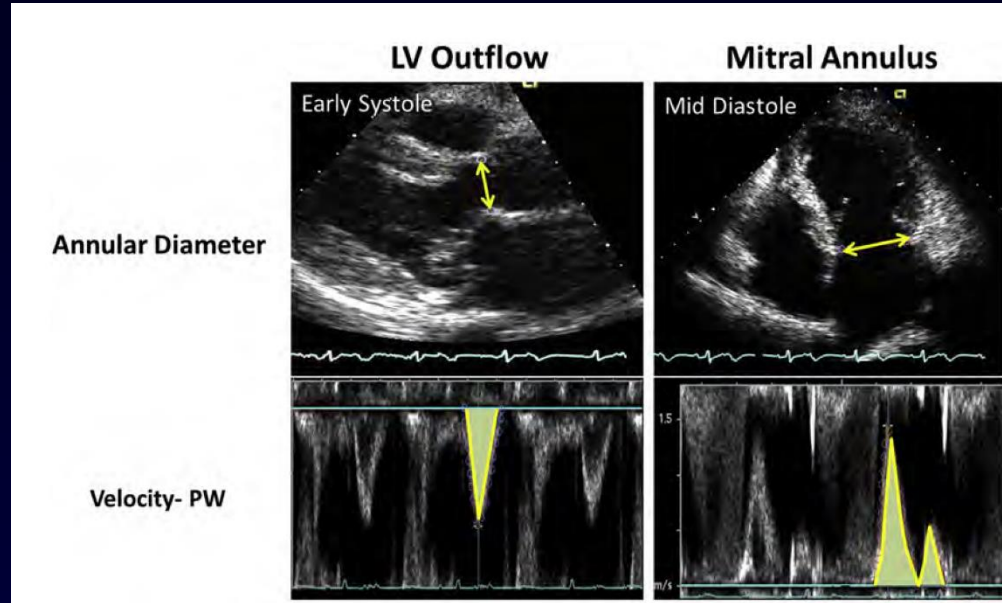 LV Outflow
Mitral Annulus
Early Systole
Mid Diastole
Annular Diameter
Velocity- PW
1.5
m/s